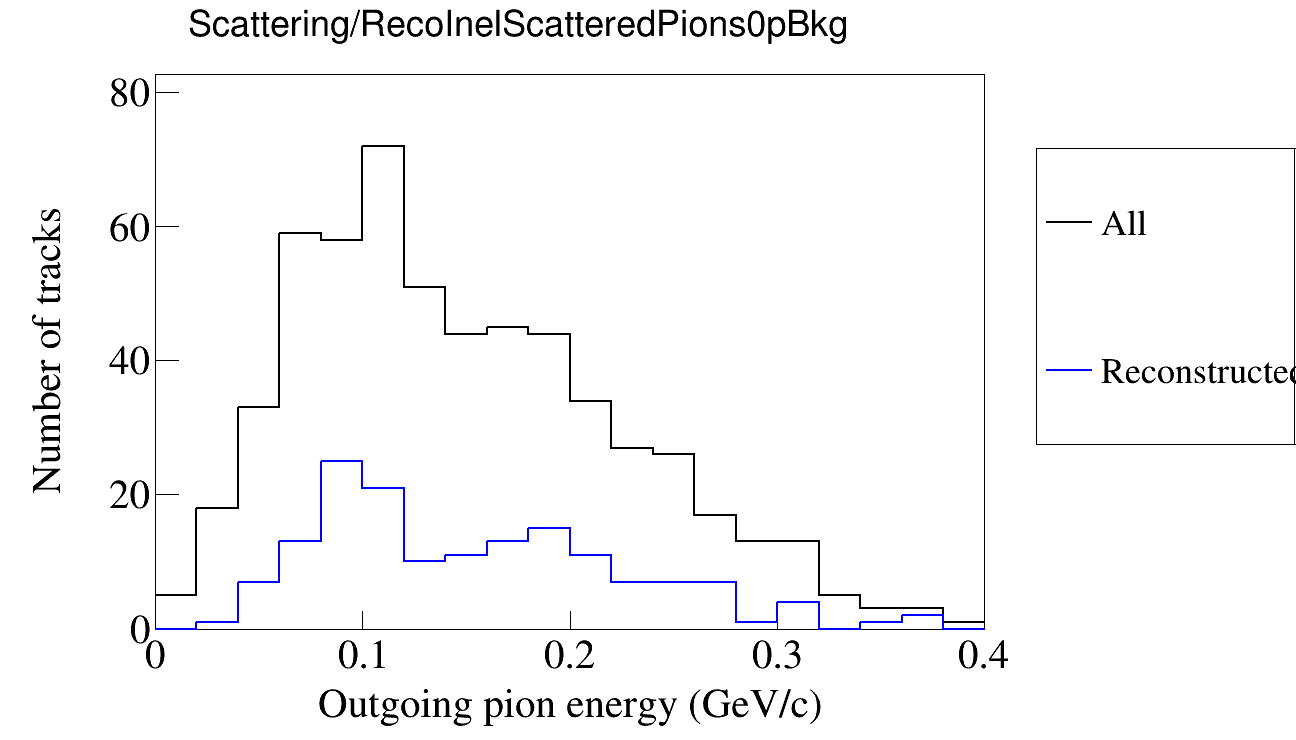 Scattering/RecoInelScatteredPions0pBkg
80
60
40
20
0
Number of tracks
0
0.1
0.2
0.3
0.4
Outgoing pion energy (GeV/c)
All
Reconstructed